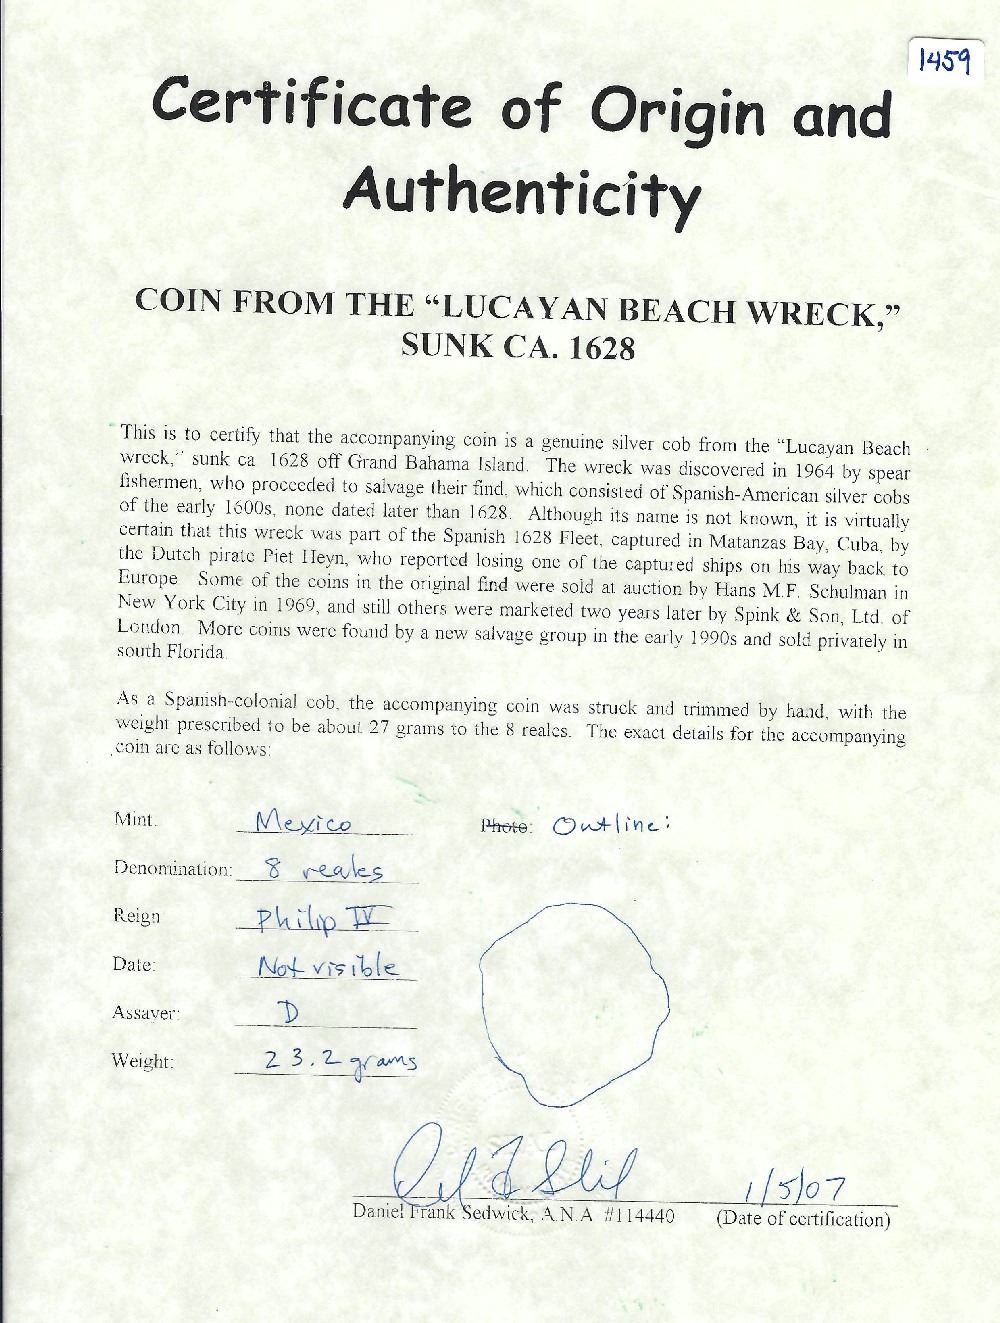 1459
Certificate of Origin and
Authenticity
COIN FROM THE “LUCAYAN BEACH WRECK,”
SUNK CA. 1628
This is to certify that the accompanying coin is a genuine silver cob from the “Lucayan Beach
wreck,” sunk ca 1628 off Grand Bahama Island. The wreck was discovered in 1964 by spear
fishermen, who proceeded to salvage their find, which consisted of Spanish-American silver cobs
of the early 1600s, none dated later than 1628. Although its name is not known, it is virtually
certain that this wreck was part of the Spanish 1628 Fleet, captured in Matanzas Bay, Cuba, by
the Dutch pirate Piet Heyn, who reported losing one of the captured ships on his way back to
Europe Some of the coins in the original find were sold at auction by Hans M.F. Schulman in
New York City in 1969, and still others were marketed two years later by Spink & Son, Ltd. of
London. More coins were found by a new salvage group in the early 1990s and sold privately in
south Florida.
As a Spanish-colonial cob, the accompanying coin was struck and trimmed by hand, with the
weight prescribed to be about 27 grams to the 8 reales. The exact details for the accompanying
coin are as follows:
Mint. Mexico
Photo: Outline:
Denomination: 8 reales
Reign Philip IV
Date: Not visible
Assayer: D
Weight: 23.2 grams
1/5/07
Daniel Frank Sedwick, A.N.A #114440 (Date of certification)